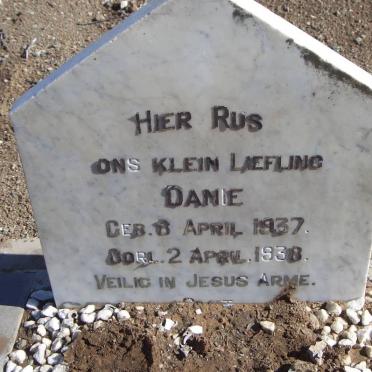 HIER RUS
ONS KLEIN LIEFLING
DANIE
GEB. 8 APRIL 1937.
OORL. 2 APRIL. 1938.
VEILIG IN JESUS ARME.